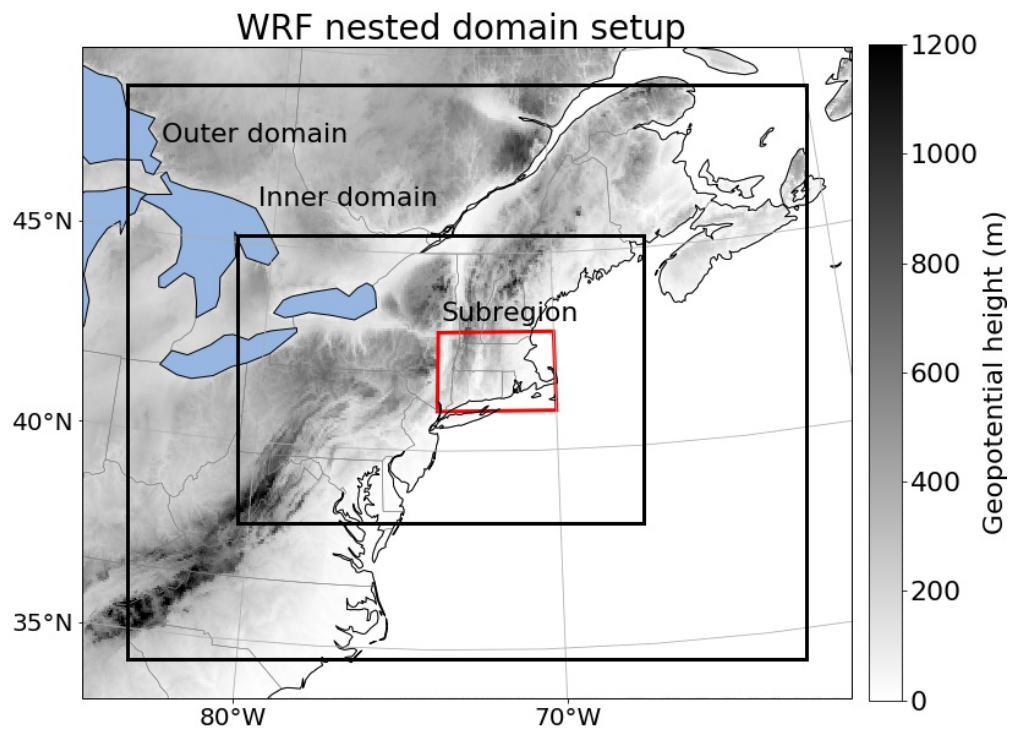 WRF nested domain setup
Outer domain
Inner domain
Subregion
45°N
40°N
35°N
80°W
70°W
1200
1000
800
600
400
200
0
Geopotential height (m)